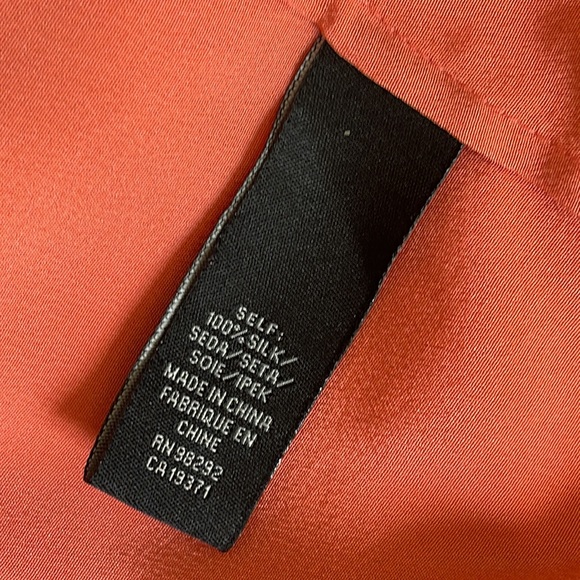 SELF:
100% SILK/
SEDA/SETA/
SOIE/IPEK
MADE IN CHINA
FABRIQUE EN
CHINE
RN 98292
CA 19371